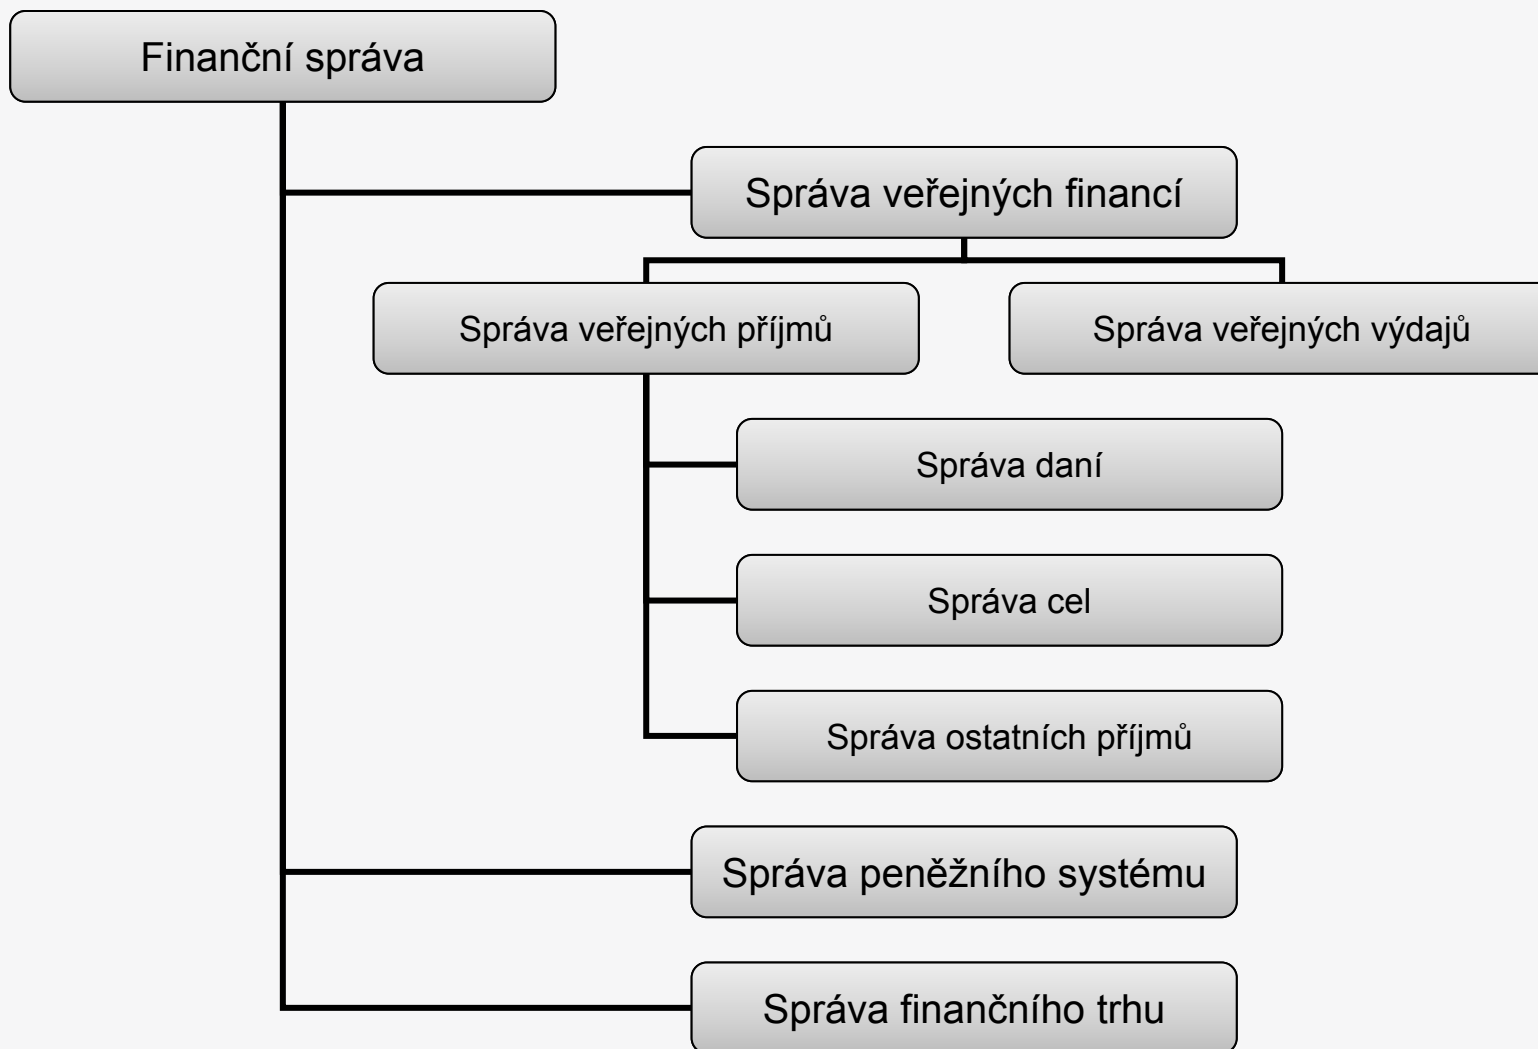 Finanční správa
Správa veřejných financí
Správa veřejných příjmů
Správa veřejných výdajů
Správa daní
Správa cel
Správa ostatních příjmů
Správa peněžního systému
Správa finančního trhu